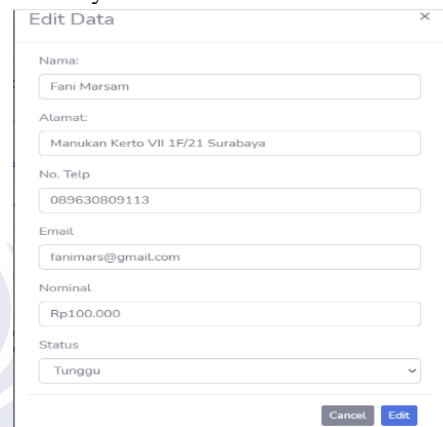 Edit Data ×
Nama:
Fani Marsam
Alamat:
Manukan Kerto VII 1F/21 Surabaya
No. Telp
089630809113
Email
fanimars@gmail.com
Nominal
Rp100.000
Status
Tunggu
Cancel Edit